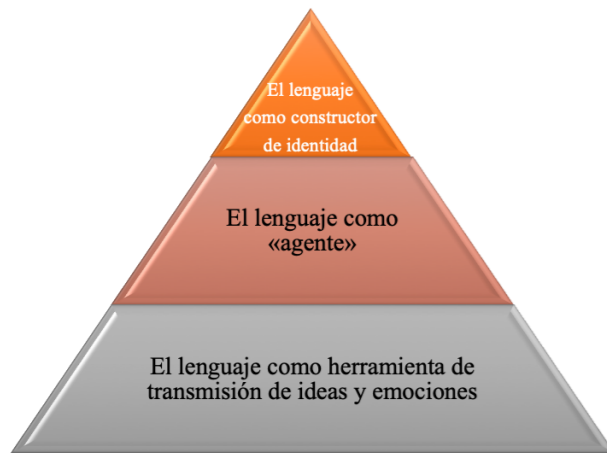 El lenguaje
como constructor
de identidad
El lenguaje como
«agente»
El lenguaje como herramienta de
transmisión de ideas y emociones